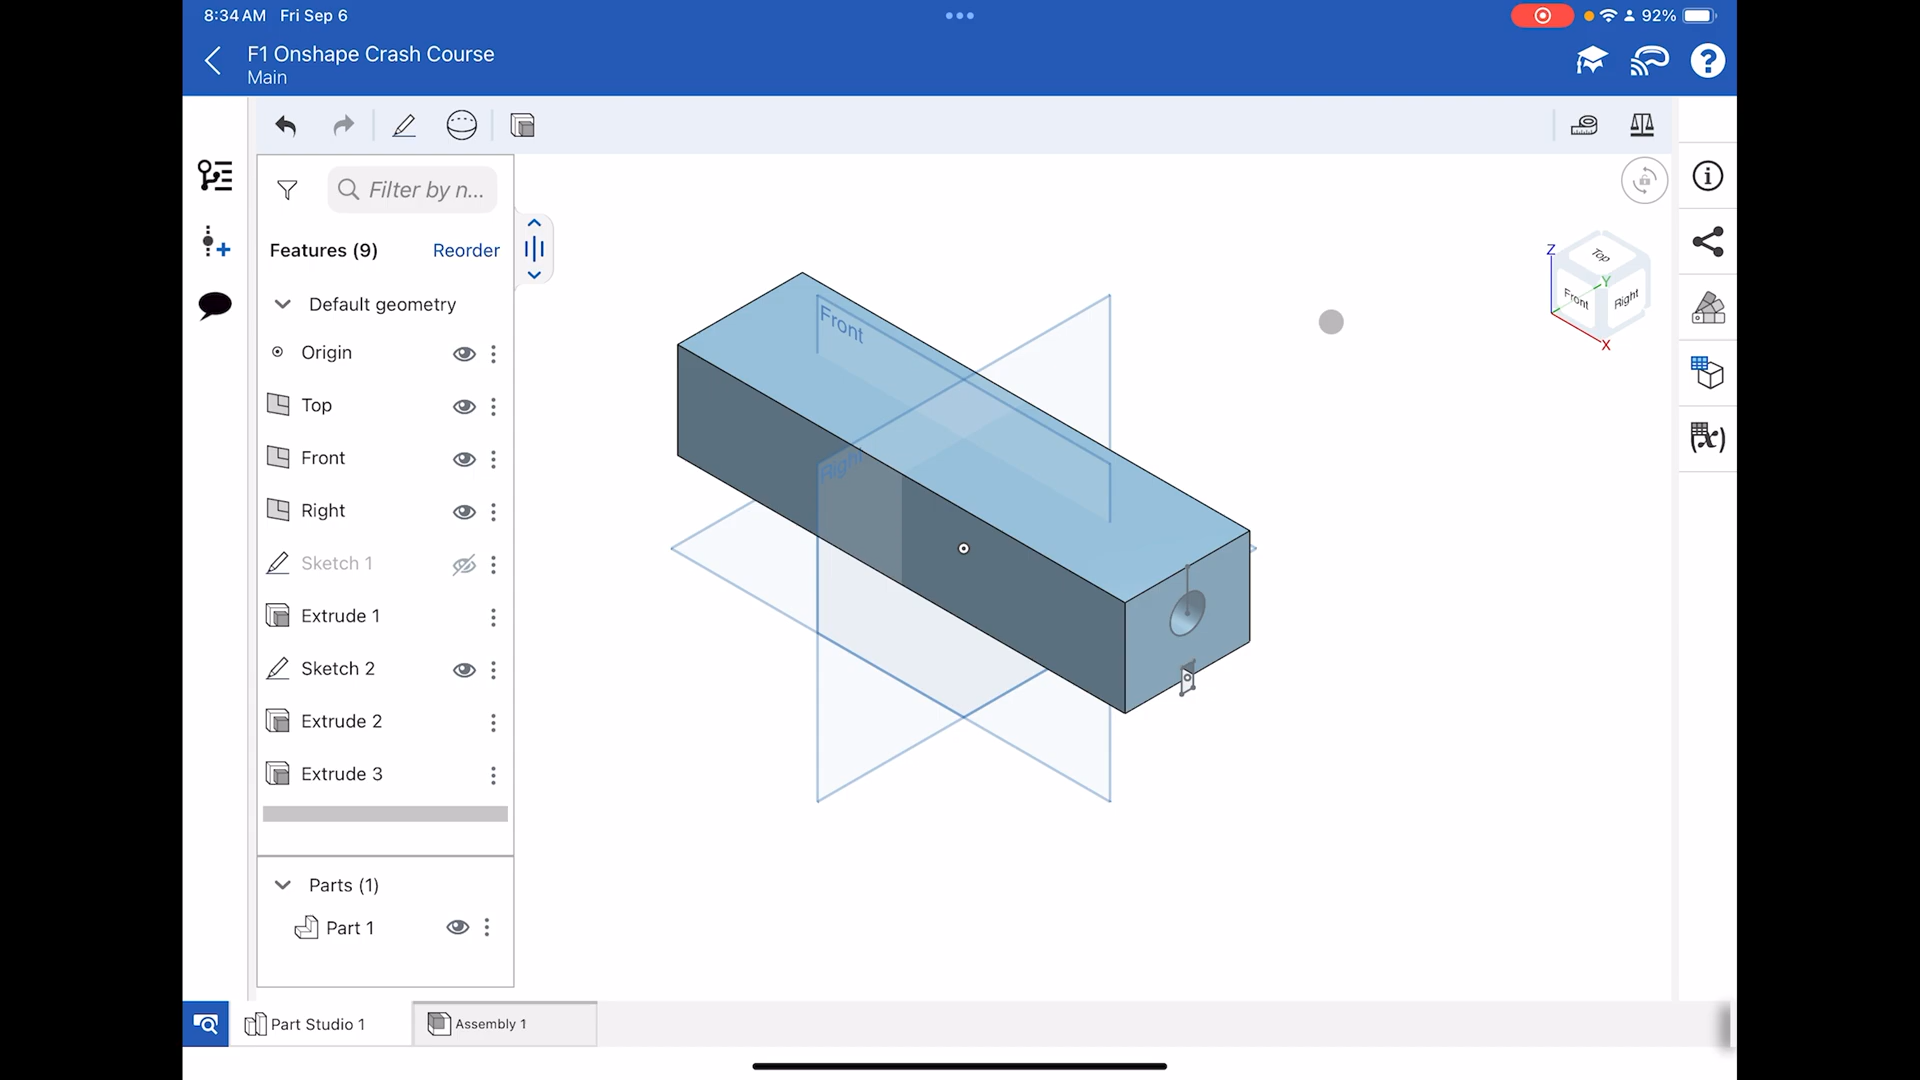 8:34 AM Fri Sep 6
92%
F1 Onshape Crash Course
Main
Filter by n...
Features (9)
Reorder
Default geometry
Origin
Top
Front
Right
Sketch 1
Extrude 1
Sketch 2
Extrude 2
Extrude 3
Parts (1)
Part 1
Front
Right
Z
Top
Y
Front
Right
X
(x)
Part Studio 1
Assembly 1